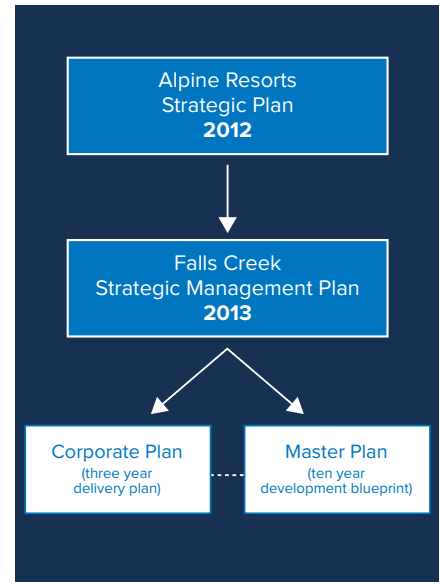 Alpine Resorts
Strategic Plan
2012
Falls Creek
Strategic Management Plan
2013
Corporate Plan
(three year
delivery plan)
Master Plan
(ten year
development blueprint)